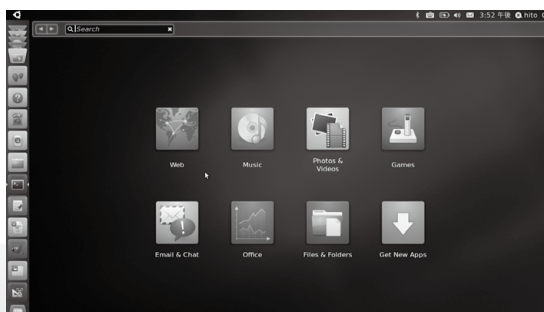 3:52 午後 hito
Search
Web
Music
Photos &
Videos
Games
Email & Chat
Office
Files & Folders
Get New Apps